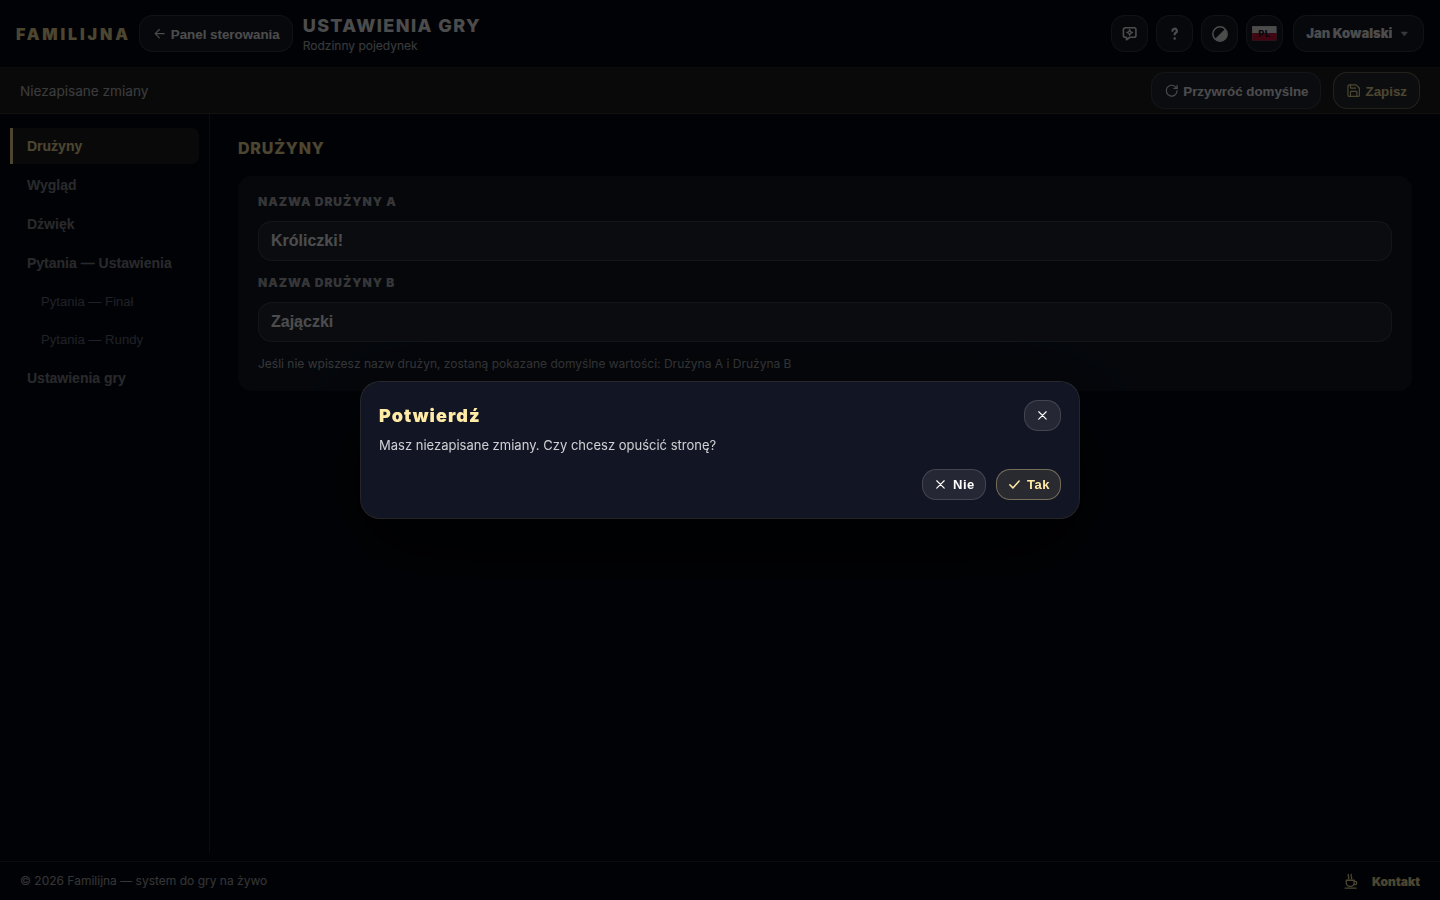 FAMILIJNA
Panel sterowania
USTAWIENIA GRY
Rodzinny pojedynek
?
PL
Jan Kowalski
Niezapisane zmiany
Przywróć domyślne
Zapisz
Drużyny
Wygląd
Dźwięk
Pytania — Ustawienia
Pytania — Finał
Pytania — Rundy
Ustawienia gry
DRUŻYNY
NAZWA DRUŻYNY A
Króliczki!
NAZWA DRUŻYNY B
Zajączki
Jeśli nie wpiszesz nazw drużyn, zostaną pokazane domyślne wartości: Drużyna A i Drużyna B
Potwierdź
Masz niezapisane zmiany. Czy chcesz opuścić stronę?
Nie
Tak
© 2026 Familijna — system do gry na żywo
Kontakt